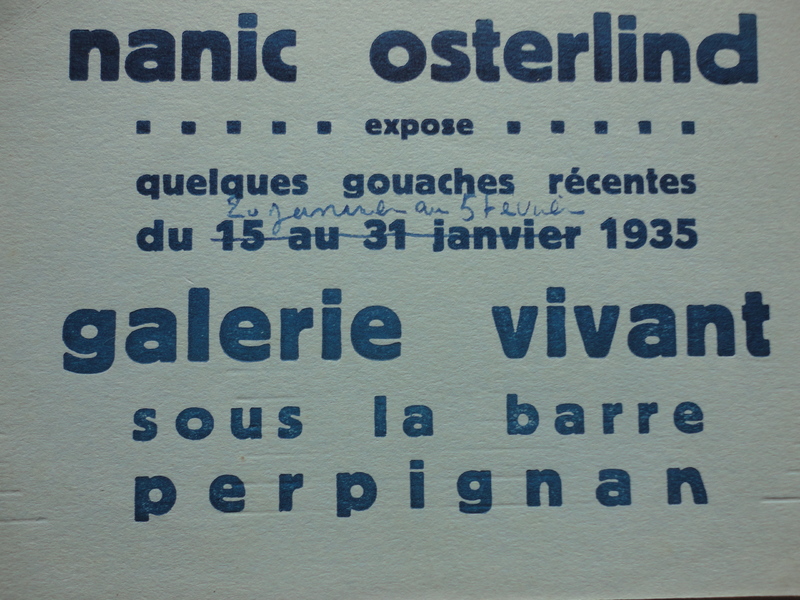 nanic osterlind
expose
quelques gouaches récentes
20 janvier au 5 fevrier
du 15 au 31 janvier 1935
galerie vivant
sous la barre
perpignan